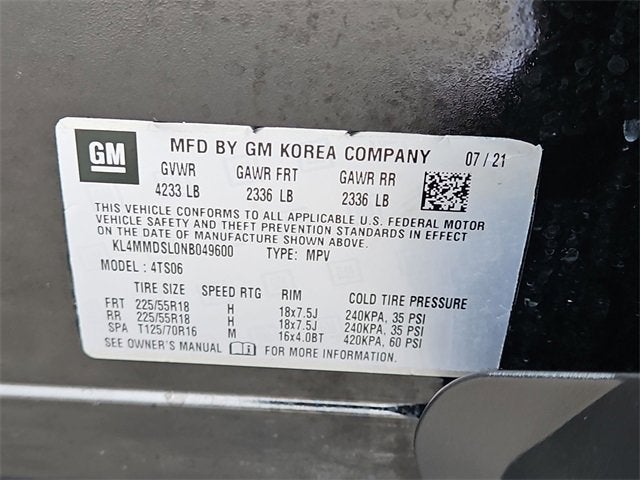 GM MFD BY GM KOREA COMPANY 07/21
GVWR GAWR FRT GAWR RR
4233 LB 2336 LB 2336 LB
THIS VEHICLE CONFORMS TO ALL APPLICABLE U.S. FEDERAL MOTOR
VEHICLE SAFETY AND THEFT PREVENTION STANDARDS IN EFFECT
ON THE DATE OF MANUFACTURE SHOWN ABOVE.
KL4MMDSL0NB049600 TYPE: MPV
MODEL: 4TS06
TIRE SIZE SPEED RTG RIM COLD TIRE PRESSURE
FRT 225/55R18 H 18x7.5J 240KPA, 35 PSI
RR 225/55R18 H 18x7.5J 240KPA, 35 PSI
SPA T125/70R16 M 16x4.0BT 420KPA, 60 PSI
SEE OWNER'S MANUAL FOR MORE INFORMATION.